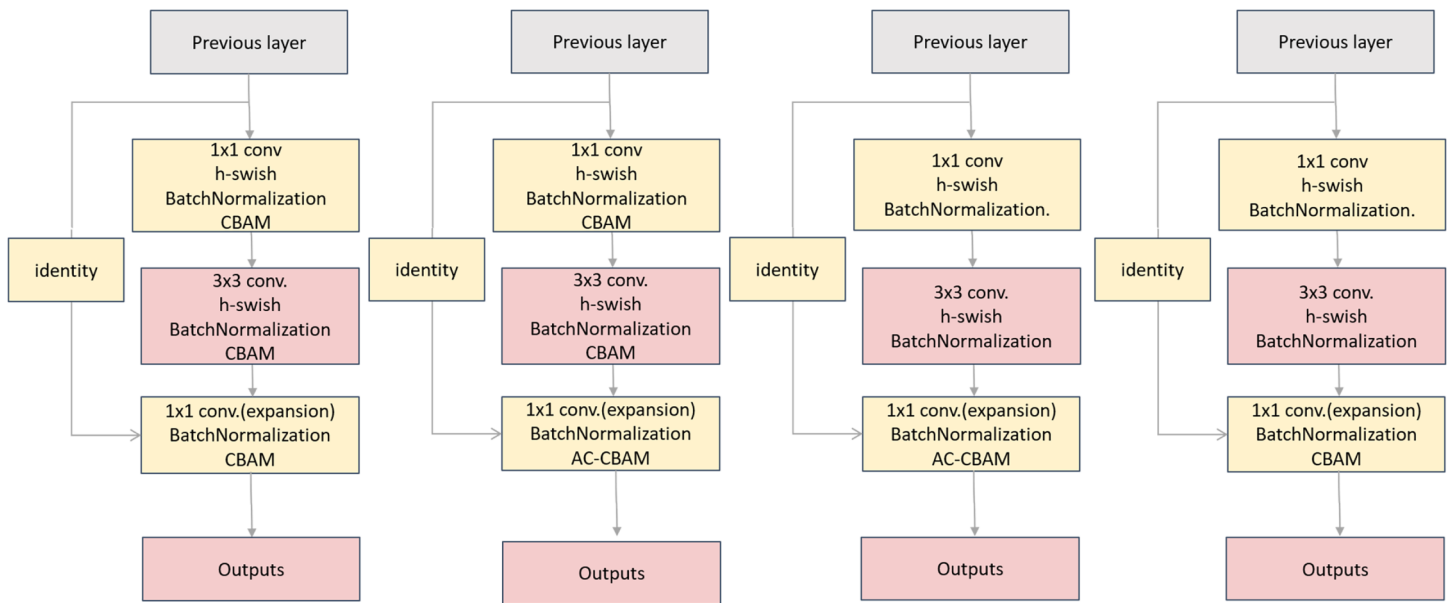 Previous layer
1x1 conv
h-swish
BatchNormalization
CBAM
identity
3x3 conv.
h-swish
BatchNormalization
CBAM
1x1 conv.(expansion)
BatchNormalization
CBAM
Outputs
Previous layer
1x1 conv
h-swish
BatchNormalization
CBAM
identity
3x3 conv.
h-swish
BatchNormalization
CBAM
1x1 conv.(expansion)
BatchNormalization
AC-CBAM
Outputs
Previous layer
1x1 conv
h-swish
BatchNormalization.
identity
3x3 conv.
h-swish
BatchNormalization
1x1 conv.(expansion)
BatchNormalization
AC-CBAM
Outputs
Previous layer
1x1 conv
h-swish
BatchNormalization.
identity
3x3 conv.
h-swish
BatchNormalization
1x1 conv.(expansion)
BatchNormalization
CBAM
Outputs